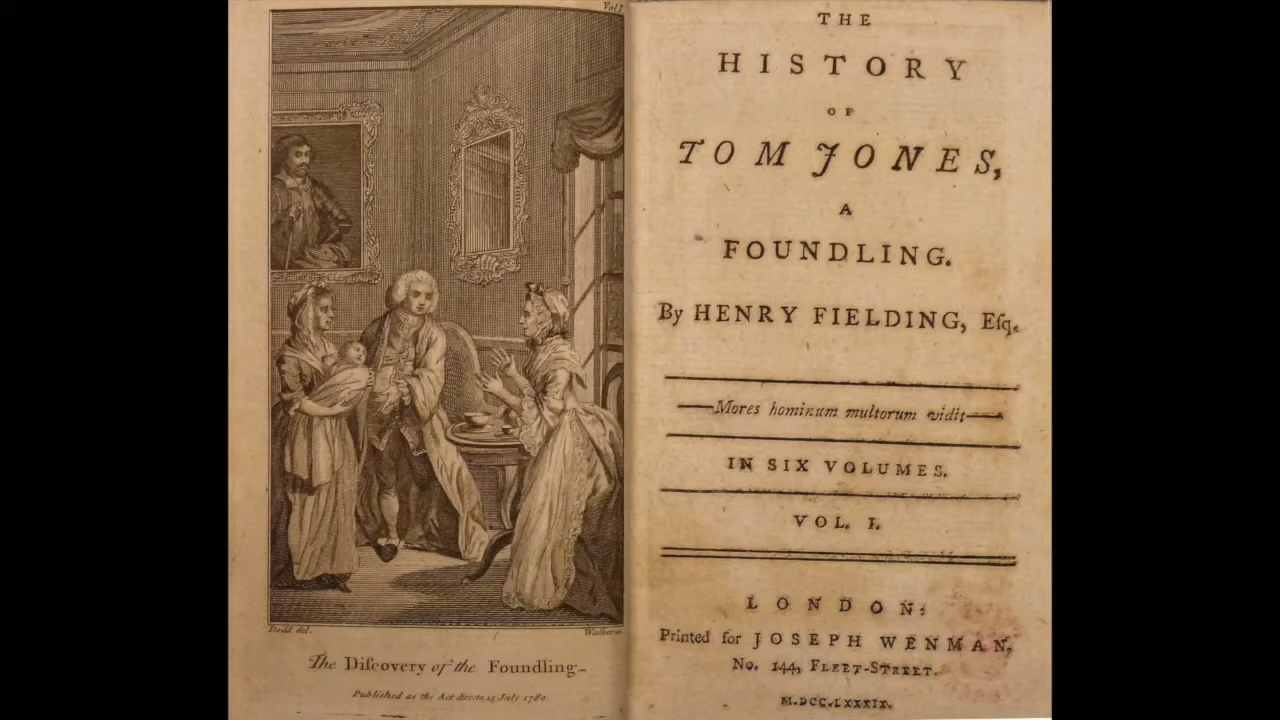 Vol I
Dodd del.
The Diſcovery of the Foundling
Publiſhed as the Act directs, 15 July 1780.
THE
HISTORY
OF
TOM JONES,
A
FOUNDLING.
By HENRY FIELDING, Eſq.
Mores hominum multorum vidit
IN SIX VOLUMES.
VOL. I.
LONDON:
Printed for JOSEPH WENMAN,
No. 144, FLEET-STREET.
M.DCC.LXXXIX.